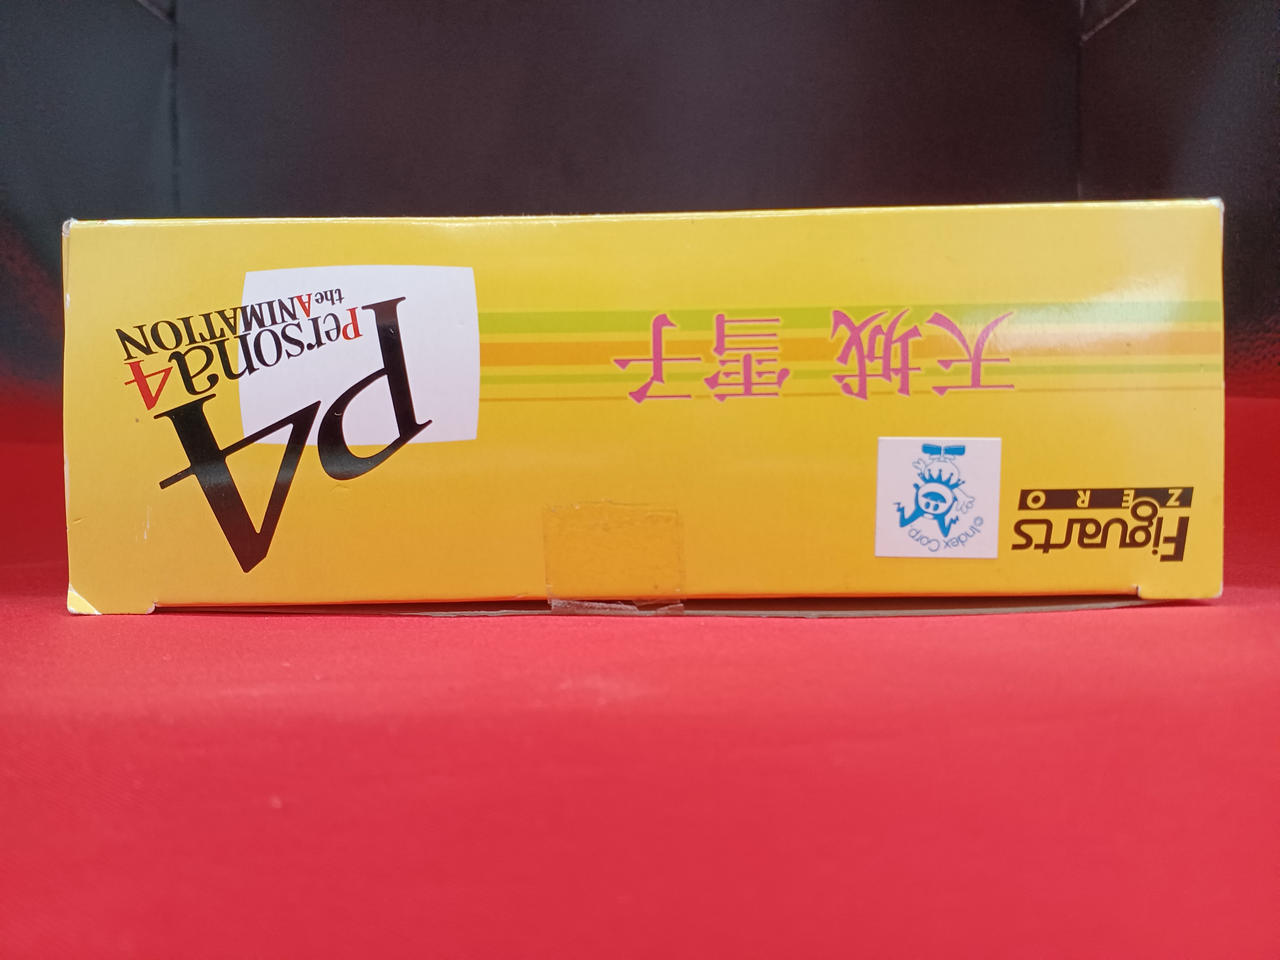 Figuarts
ZERO
©Index Corp.
天城 雪子
P4
Persona4
the ANIMATION